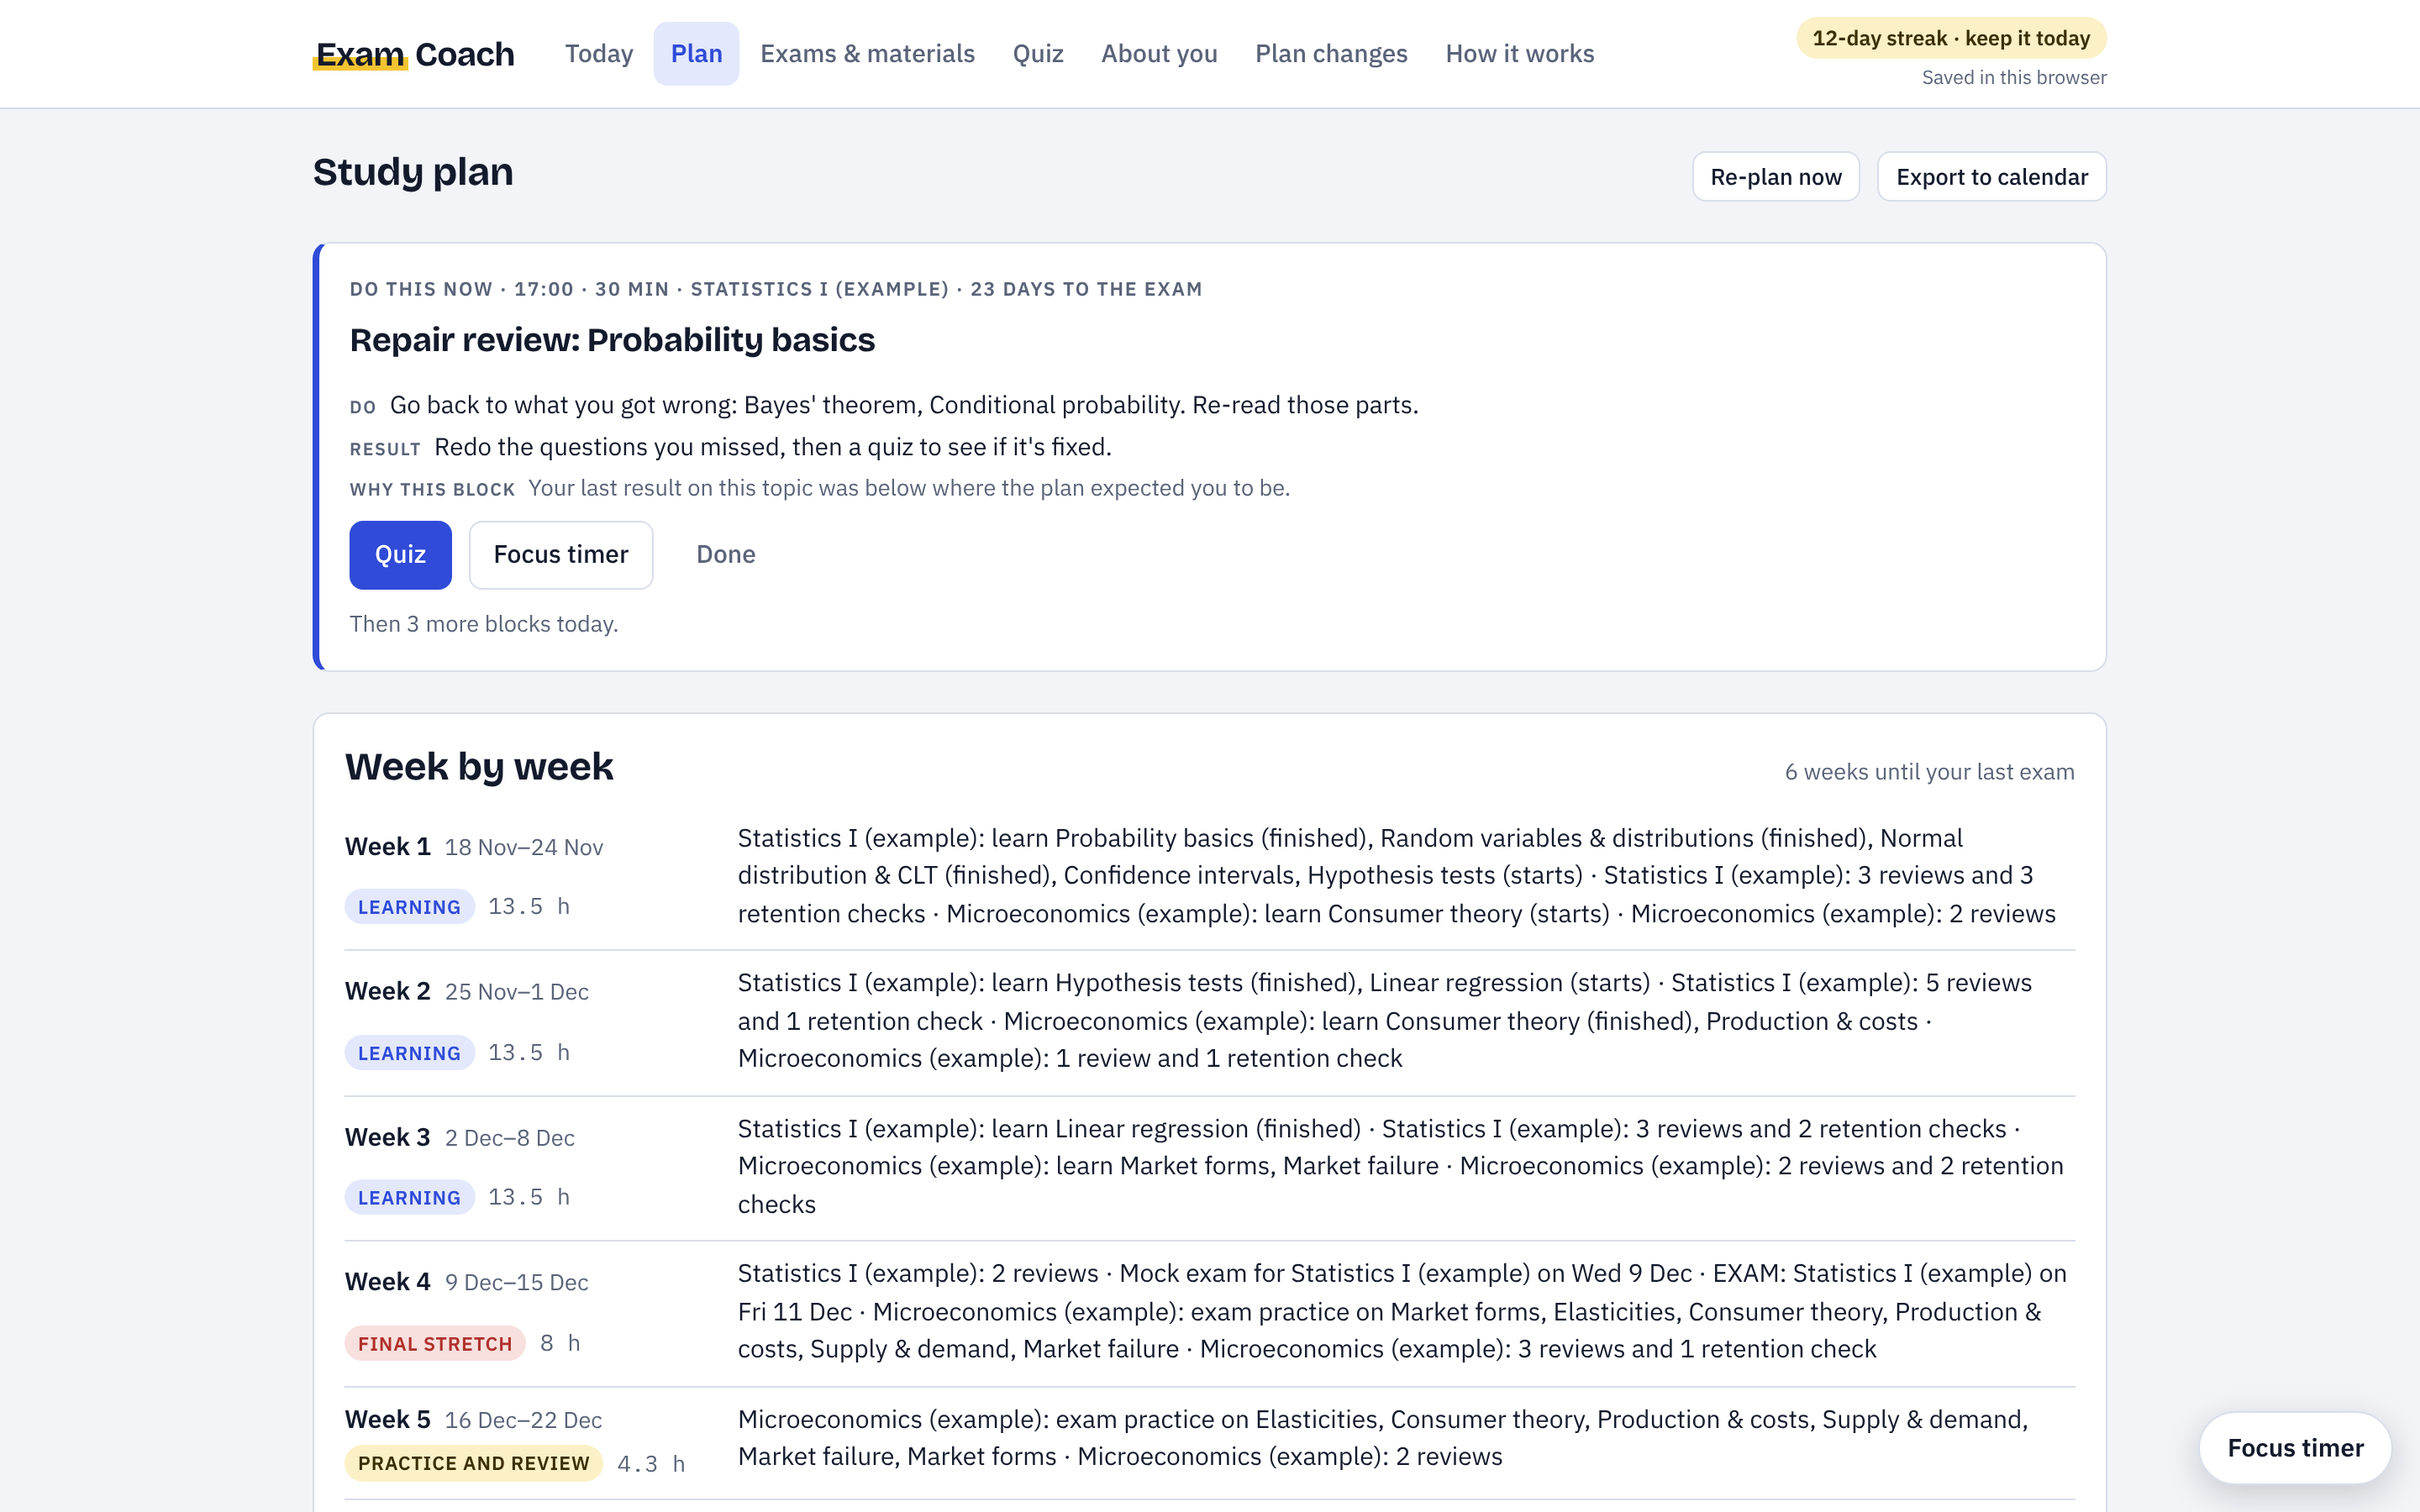 Exam Coach
Today
Plan
Exams & materials
Quiz
About you
Plan changes
How it works
12-day streak · keep it today
Saved in this browser
Study plan
Re-plan now
Export to calendar
DO THIS NOW · 17:00 · 30 MIN · STATISTICS I (EXAMPLE) · 23 DAYS TO THE EXAM
Repair review: Probability basics
DO Go back to what you got wrong: Bayes' theorem, Conditional probability. Re-read those parts.
RESULT Redo the questions you missed, then a quiz to see if it's fixed.
WHY THIS BLOCK Your last result on this topic was below where the plan expected you to be.
Quiz
Focus timer
Done
Then 3 more blocks today.
Week by week
6 weeks until your last exam
Week 1 18 Nov–24 Nov
LEARNING 13.5 h
Statistics I (example): learn Probability basics (finished), Random variables & distributions (finished), Normal
distribution & CLT (finished), Confidence intervals, Hypothesis tests (starts) · Statistics I (example): 3 reviews and 3
retention checks · Microeconomics (example): learn Consumer theory (starts) · Microeconomics (example): 2 reviews
Week 2 25 Nov–1 Dec
LEARNING 13.5 h
Statistics I (example): learn Hypothesis tests (finished), Linear regression (starts) · Statistics I (example): 5 reviews
and 1 retention check · Microeconomics (example): learn Consumer theory (finished), Production & costs ·
Microeconomics (example): 1 review and 1 retention check
Week 3 2 Dec–8 Dec
LEARNING 13.5 h
Statistics I (example): learn Linear regression (finished) · Statistics I (example): 3 reviews and 2 retention checks ·
Microeconomics (example): learn Market forms, Market failure · Microeconomics (example): 2 reviews and 2 retention
checks
Week 4 9 Dec–15 Dec
FINAL STRETCH 8 h
Statistics I (example): 2 reviews · Mock exam for Statistics I (example) on Wed 9 Dec · EXAM: Statistics I (example) on
Fri 11 Dec · Microeconomics (example): exam practice on Market forms, Elasticities, Consumer theory, Production &
costs, Supply & demand, Market failure · Microeconomics (example): 3 reviews and 1 retention check
Week 5 16 Dec–22 Dec
PRACTICE AND REVIEW 4.3 h
Microeconomics (example): exam practice on Elasticities, Consumer theory, Production & costs, Supply & demand,
Market failure, Market forms · Microeconomics (example): 2 reviews
Focus timer